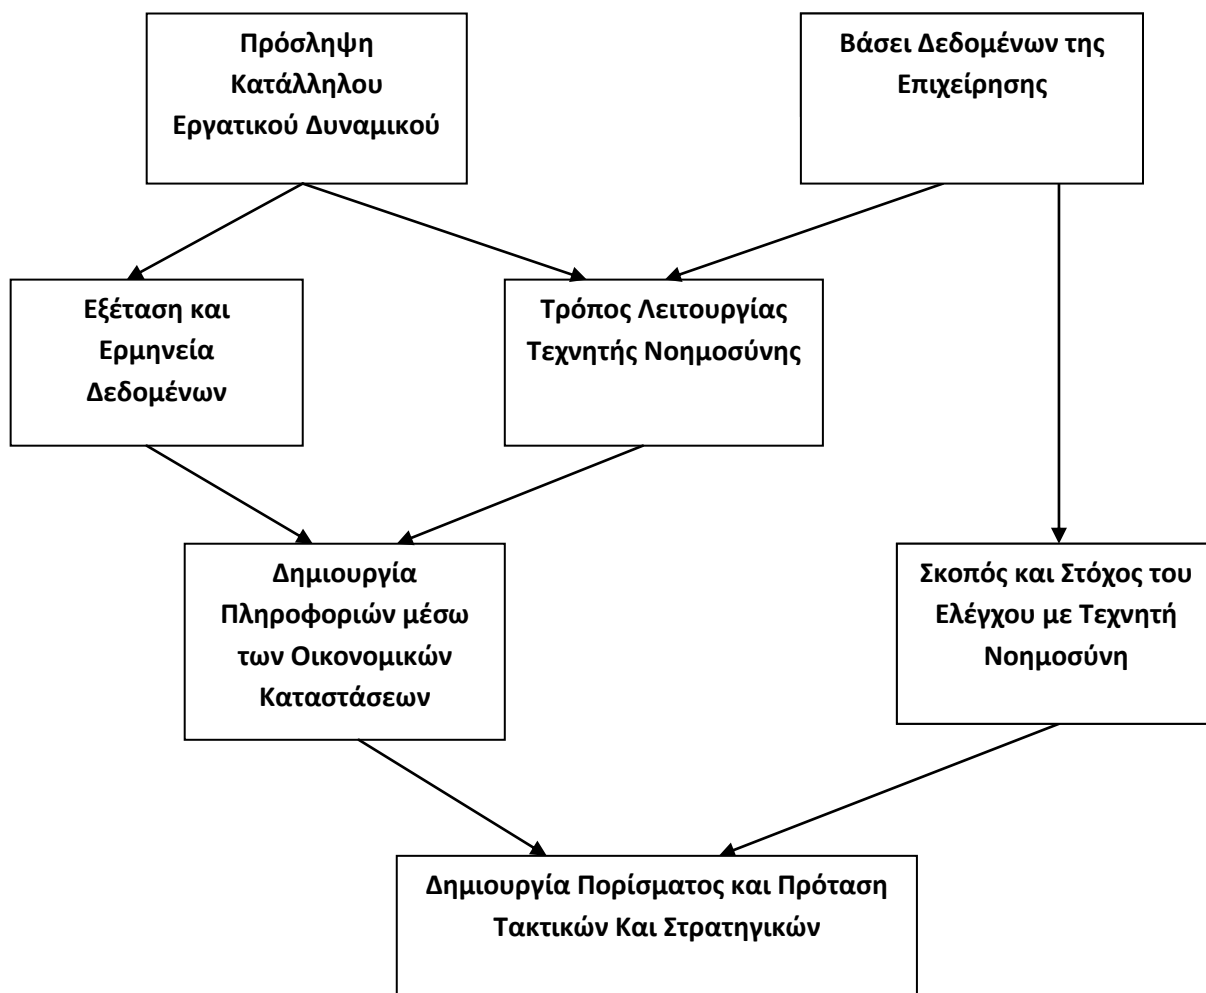 Πρόσληψη
Κατάλληλου
Εργατικού Δυναμικού
Βάσει Δεδομένων της
Επιχείρησης
Εξέταση και
Ερμηνεία
Δεδομένων
Τρόπος Λειτουργίας
Τεχνητής Νοημοσύνης
Δημιουργία
Πληροφοριών μέσω
των Οικονομικών
Καταστάσεων
Σκοπός και Στόχος του
Ελέγχου με Τεχνητή
Νοημοσύνη
Δημιουργία Πορίσματος και Πρόταση
Τακτικών Και Στρατηγικών